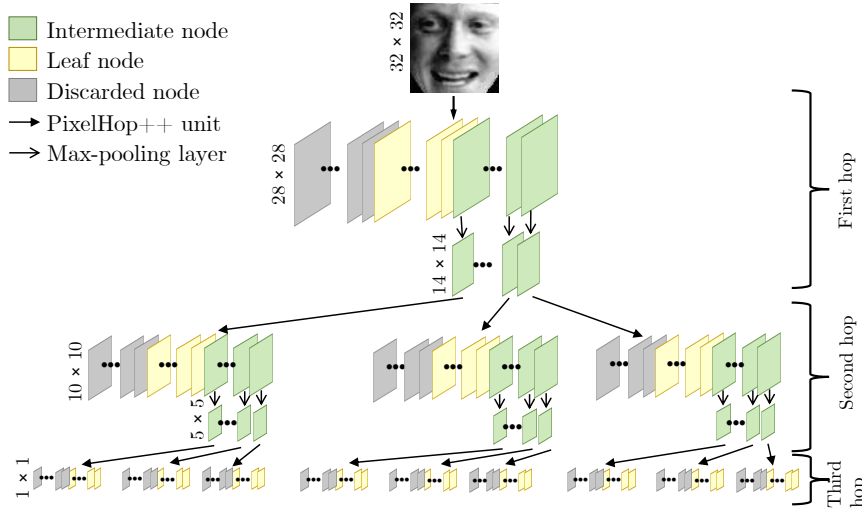 Intermediate node
Leaf node
Discarded node
PixelHop++ unit
Max-pooling layer
32 × 32
28 × 28
14 × 14
First hop
10 × 10
5 × 5
Second hop
1 × 1
Third
hop